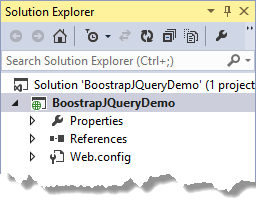 Solution Explorer
Search Solution Explorer (Ctrl+;)
Solution 'BoostrapJQueryDemo' (1 project
BoostrapJQueryDemo
Properties
References
Web.config